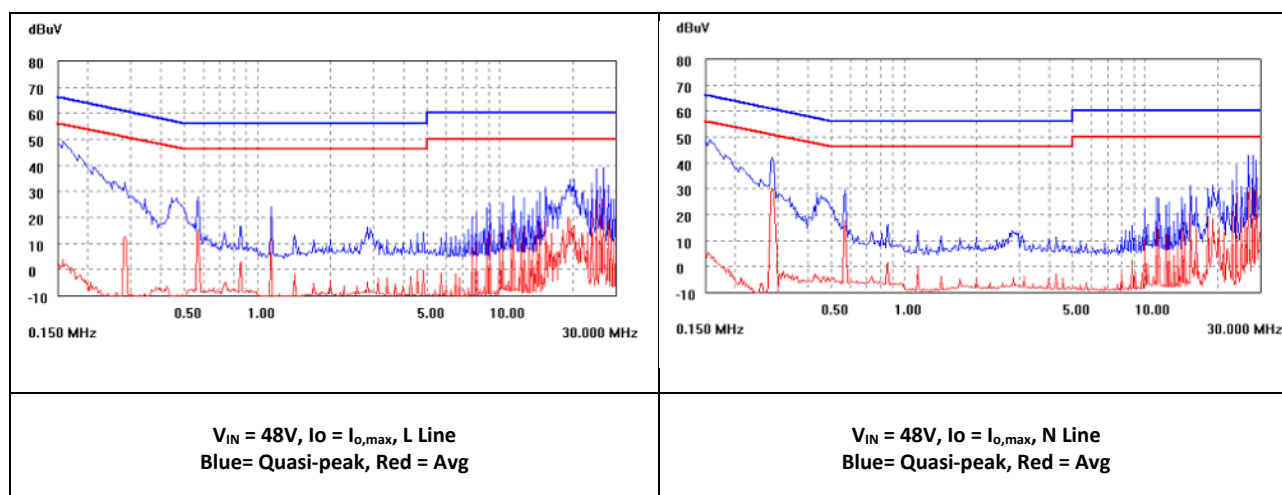 dBuV
80
70
60
50
40
30
20
10
0
-10
0.50 1.00 5.00 10.00
0.150 MHz 30.000 MHz
dBuV
80
70
60
50
40
30
20
10
0
-10
0.50 1.00 5.00 10.00
0.150 MHz 30.000 MHz
VIN = 48V, Io = Io,max, L Line
Blue= Quasi-peak, Red = Avg
VIN = 48V, Io = Io,max, N Line
Blue= Quasi-peak, Red = Avg